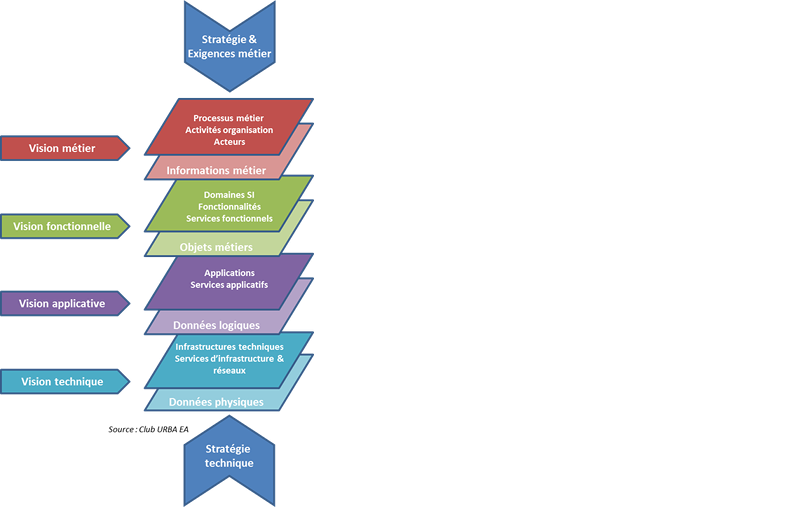 Stratégie &
Exigences métier
Processus métier
Activités organisation
Acteurs
Vision métier
Informations métier
Domaines SI
Fonctionnalités
Services fonctionnels
Vision fonctionnelle
Objets métiers
Applications
Services applicatifs
Vision applicative
Données logiques
Infrastructures techniques
Services d'infrastructure &
réseaux
Vision technique
Données physiques
Source : Club URBA EA
Stratégie
technique